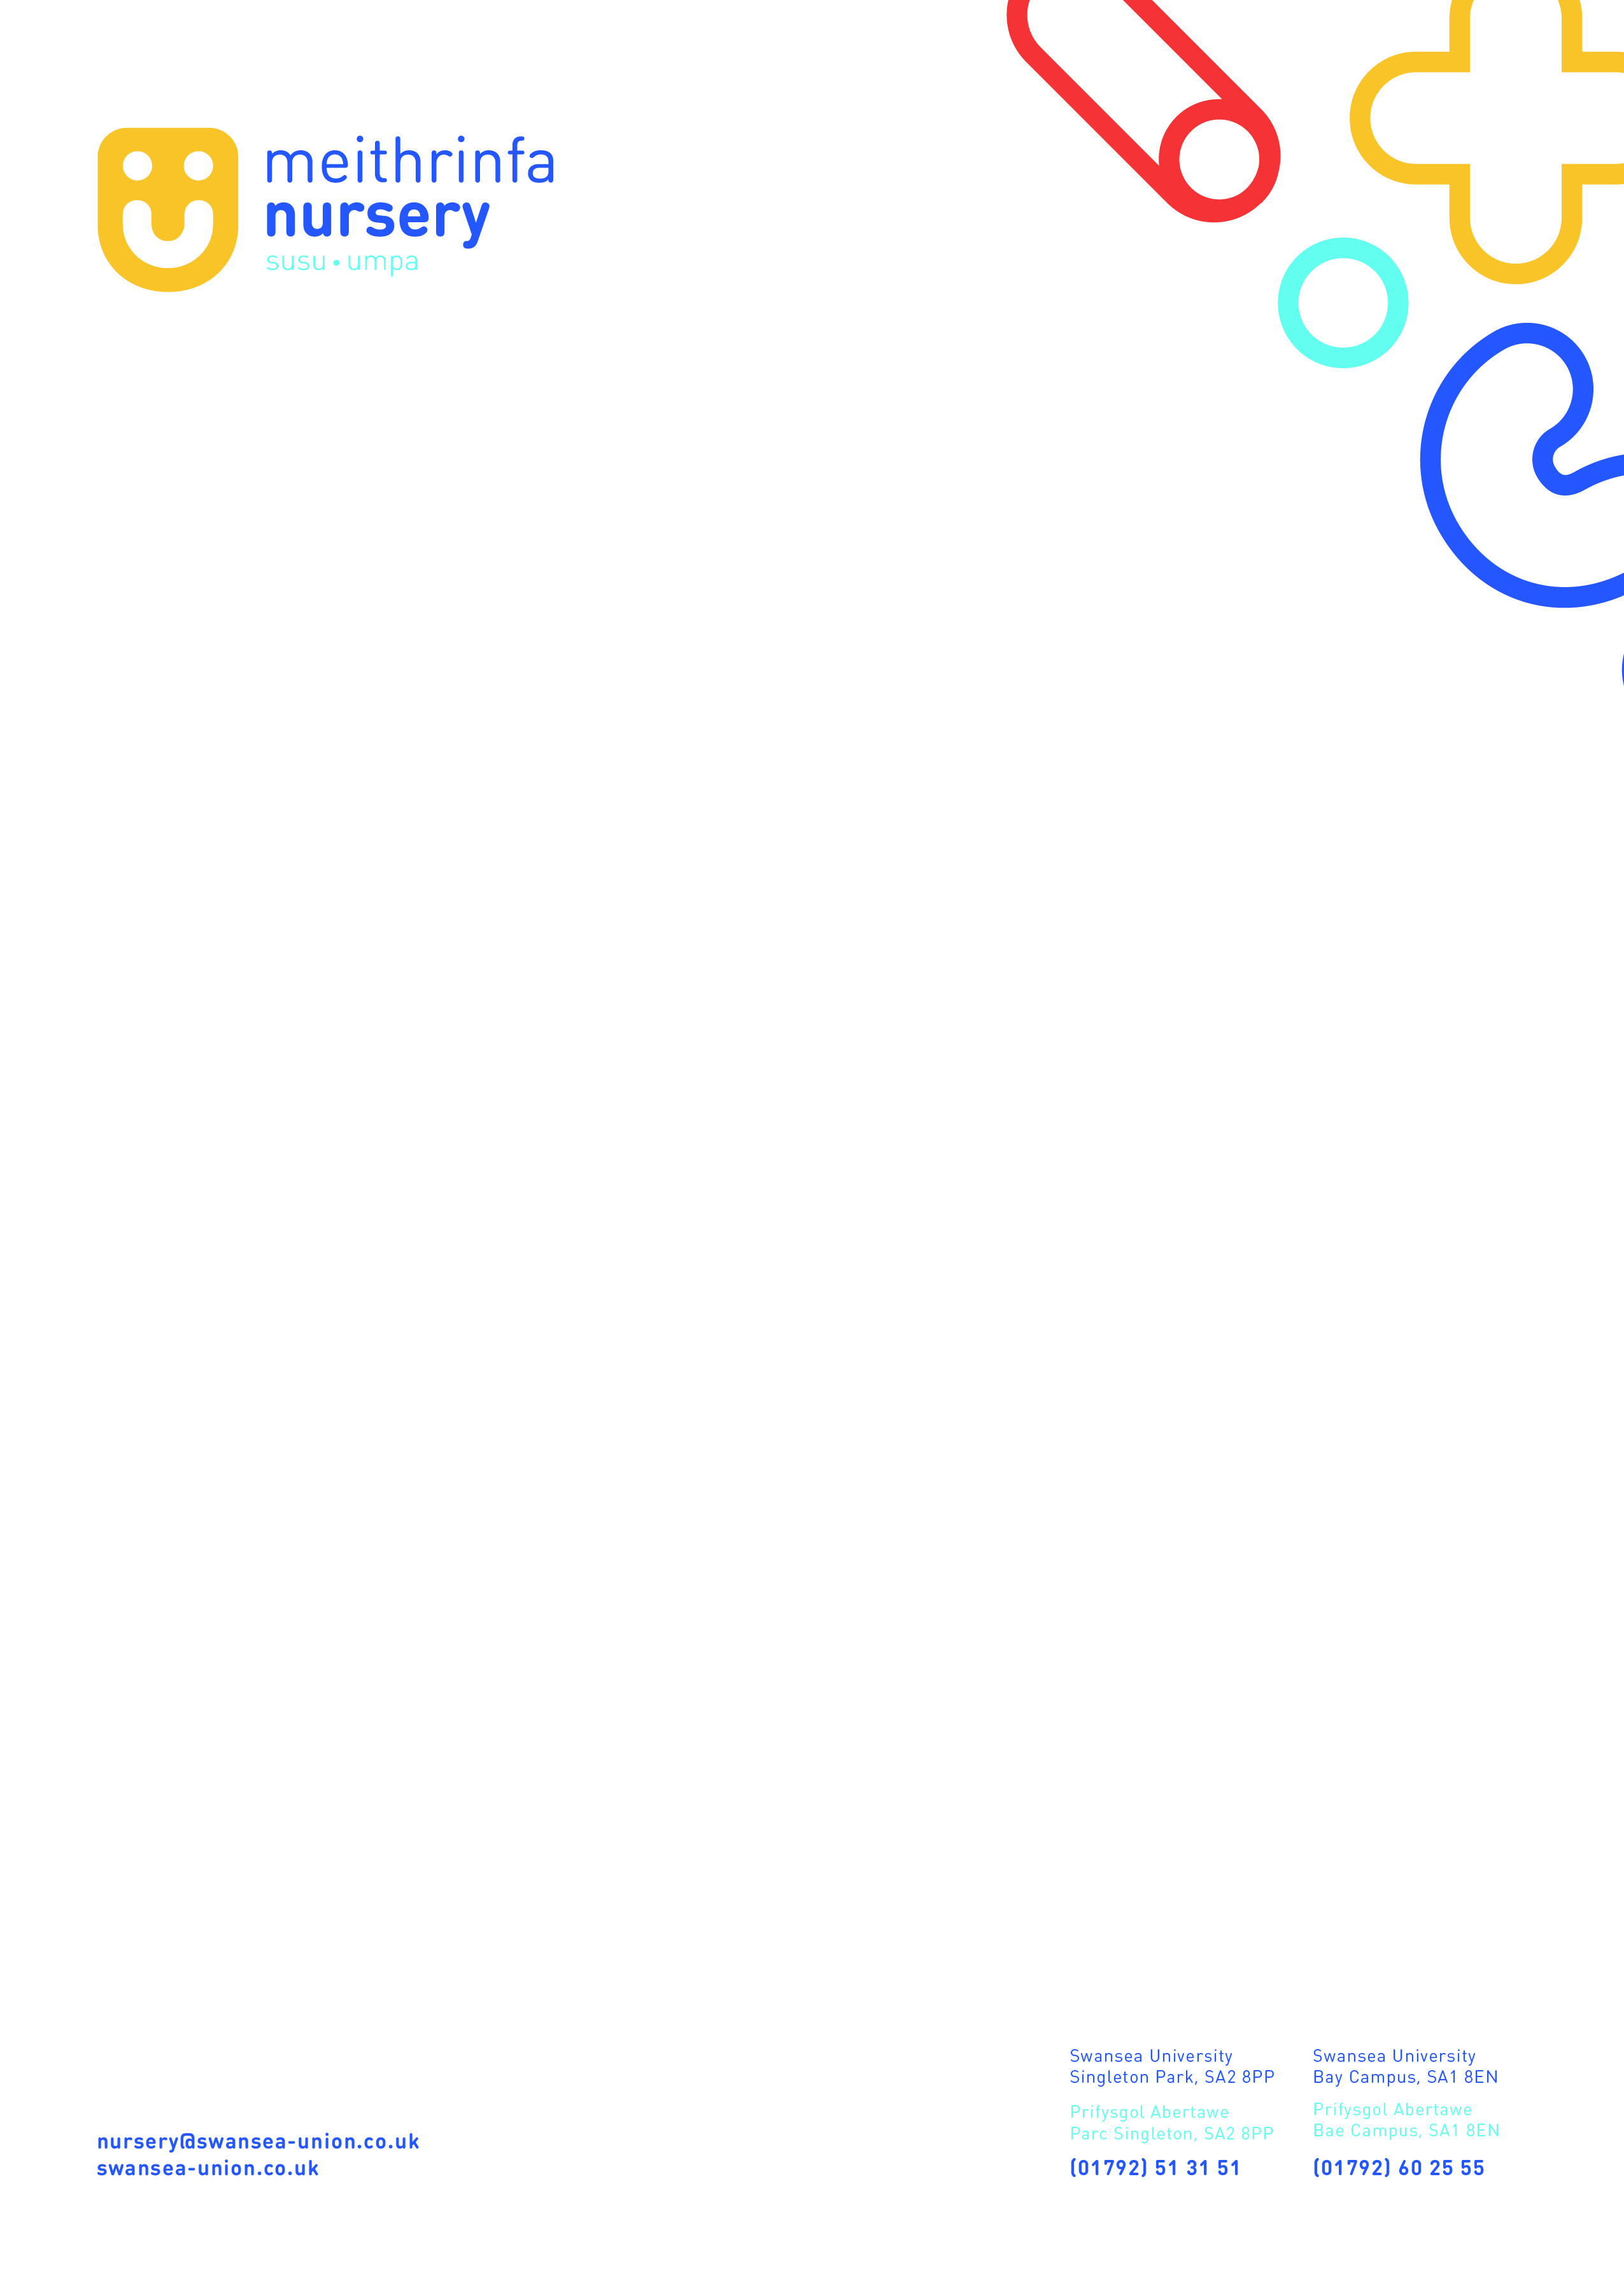 meithrinfa
nursery
susu • umpa
nursery@swansea-union.co.uk
swansea-union.co.uk
Swansea University
Singleton Park, SA2 8PP
Prifysgol Abertawe
Parc Singleton, SA2 8PP
(01792) 51 31 51
Swansea University
Bay Campus, SA1 8EN
Prifysgol Abertawe
Bae Campus, SA1 8EN
(01792) 60 25 55